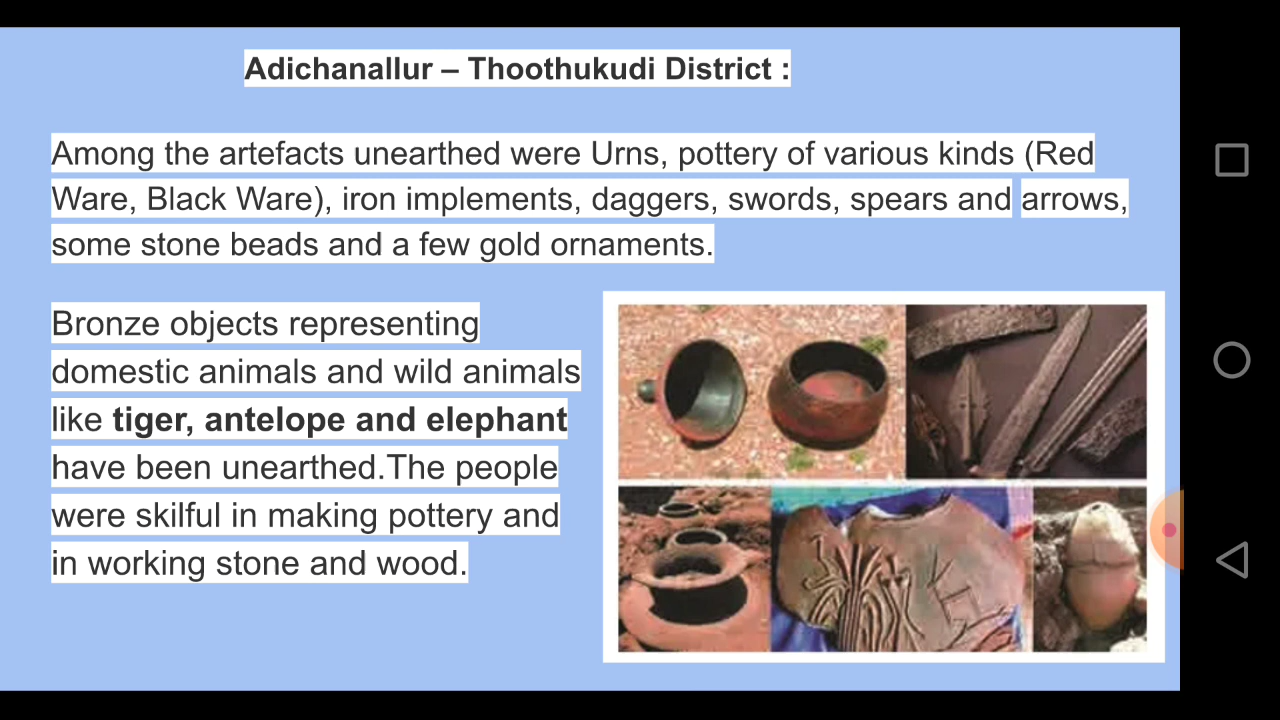 Adichanallur – Thoothukudi District :
Among the artefacts unearthed were Urns, pottery of various kinds (Red
Ware, Black Ware), iron implements, daggers, swords, spears and arrows,
some stone beads and a few gold ornaments.
Bronze objects representing
domestic animals and wild animals
like tiger, antelope and elephant
have been unearthed.The people
were skilful in making pottery and
in working stone and wood.